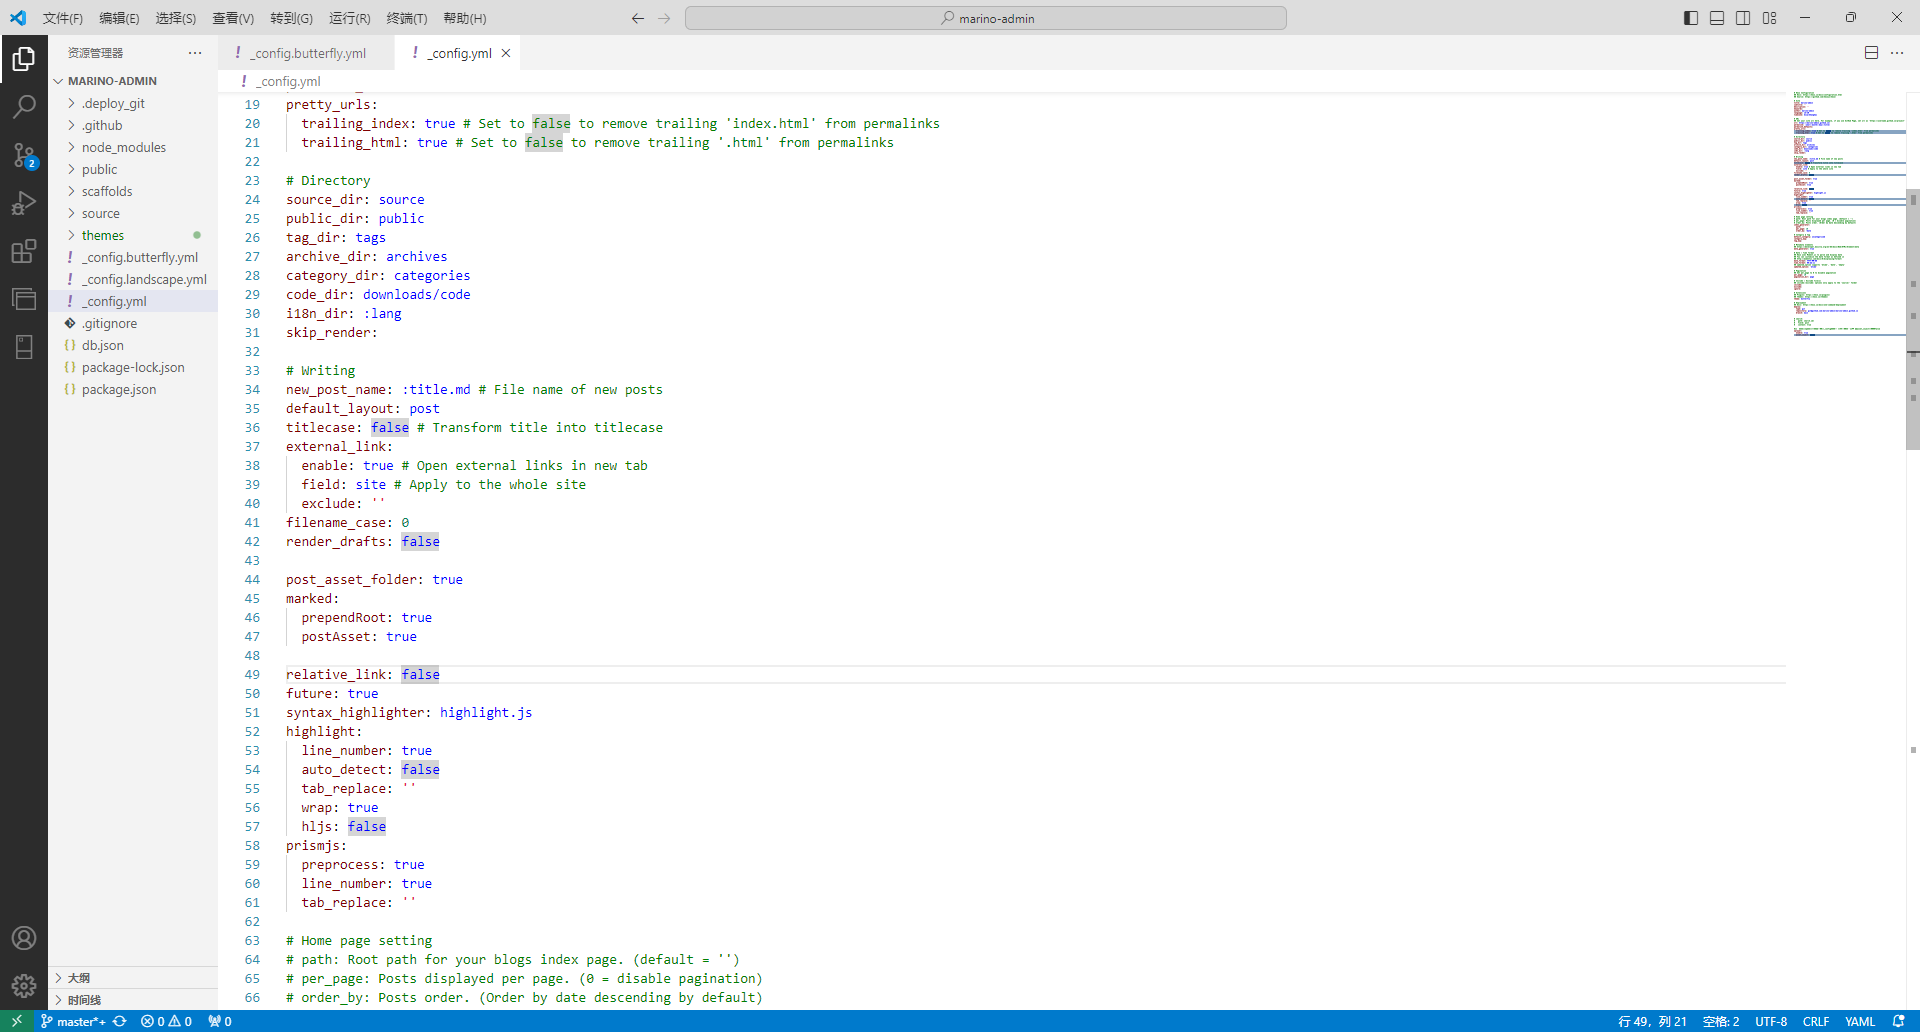 文件(F) 编辑(E) 选择(S) 查看(V) 转到(G) 运行(R) 终端(T) 帮助(H) marino-admin
资源管理器
! _config.butterfly.yml
! _config.yml
! _config.yml
MARINO-ADMIN
.deploy_git
.github
node_modules
public
scaffolds
source
themes
! _config.butterfly.yml
! _config.landscape.yml
! _config.yml
.gitignore
{} db.json
{} package-lock.json
{} package.json
大纲
时间线
2
19 pretty_urls:
20 trailing_index: true # Set to false to remove trailing 'index.html' from permalinks
21 trailing_html: true # Set to false to remove trailing '.html' from permalinks
22
23 # Directory
24 source_dir: source
25 public_dir: public
26 tag_dir: tags
27 archive_dir: archives
28 category_dir: categories
29 code_dir: downloads/code
30 i18n_dir: :lang
31 skip_render:
32
33 # Writing
34 new_post_name: :title.md # File name of new posts
35 default_layout: post
36 titlecase: false # Transform title into titlecase
37 external_link:
38 enable: true # Open external links in new tab
39 field: site # Apply to the whole site
40 exclude: ''
41 filename_case: 0
42 render_drafts: false
43
44 post_asset_folder: true
45 marked:
46 prependRoot: true
47 postAsset: true
48
49 relative_link: false
50 future: true
51 syntax_highlighter: highlight.js
52 highlight:
53 line_number: true
54 auto_detect: false
55 tab_replace: ''
56 wrap: true
57 hljs: false
58 prismjs:
59 preprocess: true
60 line_number: true
61 tab_replace: ''
62
63 # Home page setting
64 # path: Root path for your blogs index page. (default = '')
65 # per_page: Posts displayed per page. (0 = disable pagination)
66 # order_by: Posts order. (Order by date descending by default)
master*+ 0 0 0 行 49，列 21 空格: 2 UTF-8 CRLF YAML